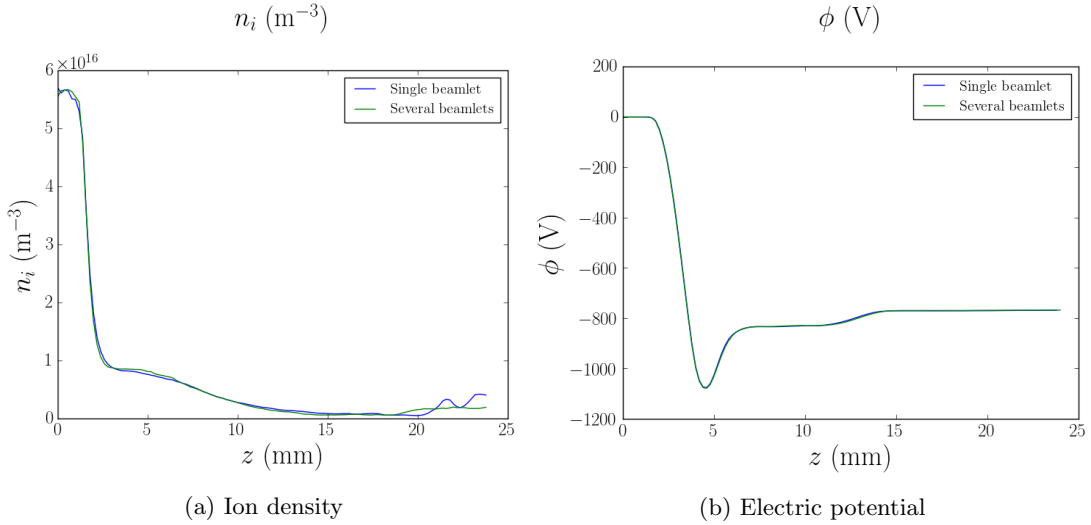 n_i (m⁻³)
×10¹⁶
6
5
4
3
2
1
0
n_i (m⁻³)
Single beamlet
Several beamlets
0 5 10 15 20 25
z (mm)
(a) Ion density
ϕ (V)
200
0
−200
−400
−600
−800
−1000
−1200
ϕ (V)
Single beamlet
Several beamlets
0 5 10 15 20 25
z (mm)
(b) Electric potential